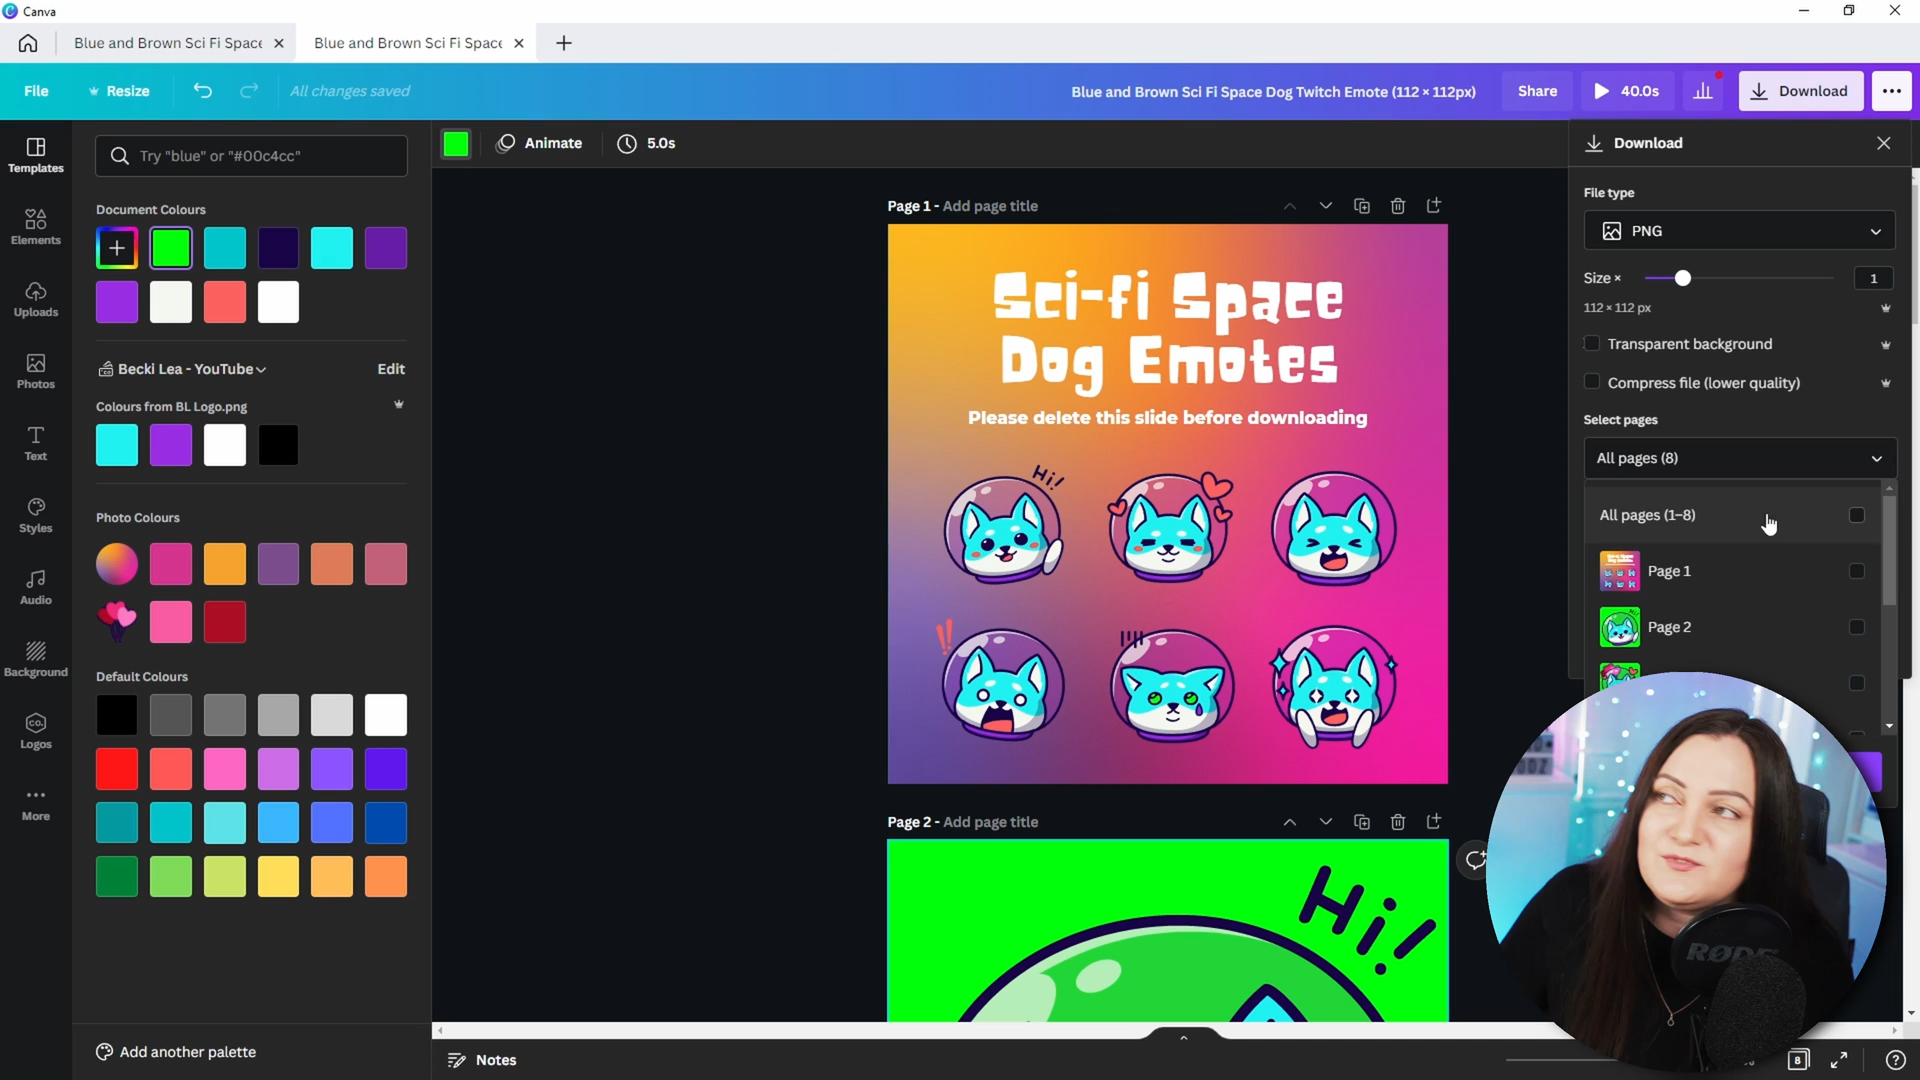 Canva
Blue and Brown Sci Fi Space
Blue and Brown Sci Fi Space
File
Resize
All changes saved
Blue and Brown Sci Fi Space Dog Twitch Emote (112 × 112px)
Share
40.0s
Download
Templates
Elements
Uploads
Photos
Text
Styles
Audio
Background
CO.
Logos
More
Try "blue" or "#00c4cc"
Document Colours
Becki Lea - YouTube
Edit
Colours from BL Logo.png
Photo Colours
Default Colours
Add another palette
Animate
5.0s
Page 1 - Add page title
Sci-fi Space
Dog Emotes
Please delete this slide before downloading
Hi!
!!
Page 2 - Add page title
Hi!
Notes
Download
File type
PNG
Size ×
1
112 × 112 px
Transparent background
Compress file (lower quality)
Select pages
All pages (8)
All pages (1–8)
Page 1
Page 2
RØDE
8